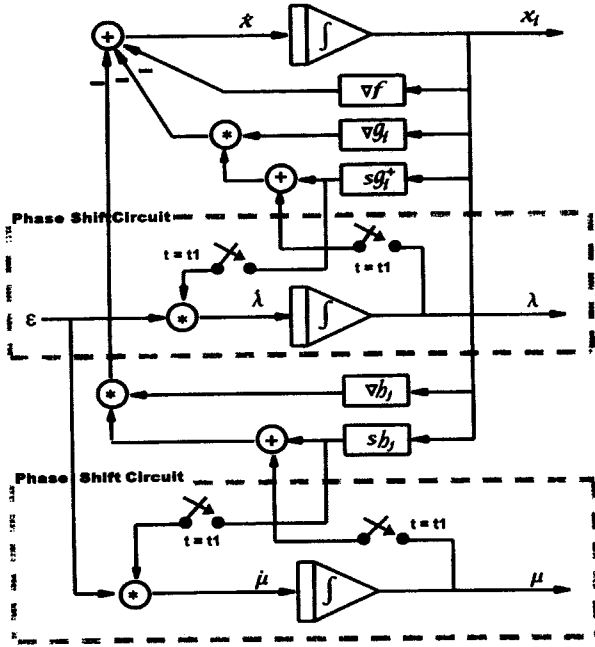 + ẋ ∫ x_i
− − −
∇f
* ∇g_i
+ sg_i^+
Phase Shift Circuit
t = t1 t = t1
ε * λ̇ ∫ λ
* ∇h_j
+ sh_j
Phase Shift Circuit
t = t1 t = t1
* μ̇ ∫ μ